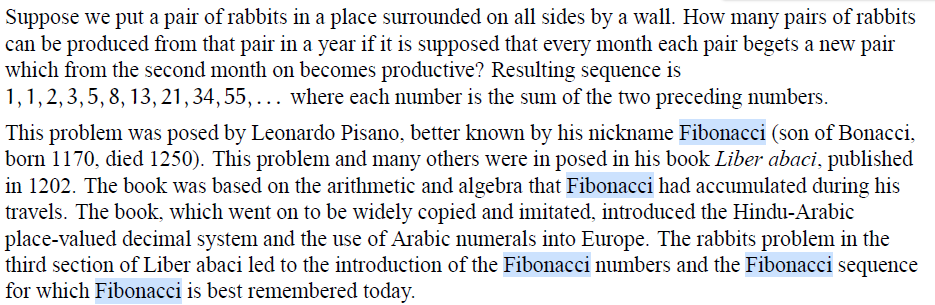 Suppose we put a pair of rabbits in a place surrounded on all sides by a wall. How many pairs of rabbits
can be produced from that pair in a year if it is supposed that every month each pair begets a new pair
which from the second month on becomes productive? Resulting sequence is
1, 1, 2, 3, 5, 8, 13, 21, 34, 55, . . . where each number is the sum of the two preceding numbers.
This problem was posed by Leonardo Pisano, better known by his nickname Fibonacci (son of Bonacci,
born 1170, died 1250). This problem and many others were in posed in his book Liber abaci, published
in 1202. The book was based on the arithmetic and algebra that Fibonacci had accumulated during his
travels. The book, which went on to be widely copied and imitated, introduced the Hindu-Arabic
place-valued decimal system and the use of Arabic numerals into Europe. The rabbits problem in the
third section of Liber abaci led to the introduction of the Fibonacci numbers and the Fibonacci sequence
for which Fibonacci is best remembered today.